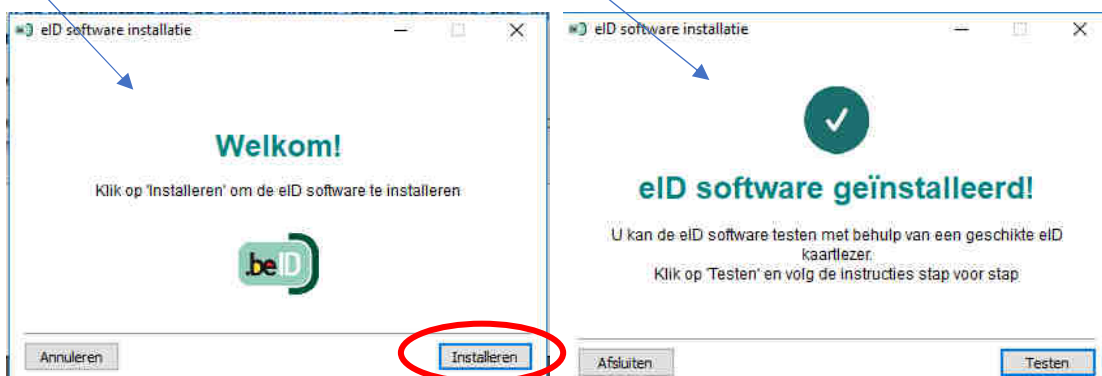 eID software installatie
Welkom!
Klik op 'Installeren' om de eID software te installeren
.beID
Annuleren
Installeren
eID software installatie
eID software geïnstalleerd!
U kan de eID software testen met behulp van een geschikte eID
kaartlezer.
Klik op 'Testen' en volg de instructies stap voor stap
Afsluiten
Testen